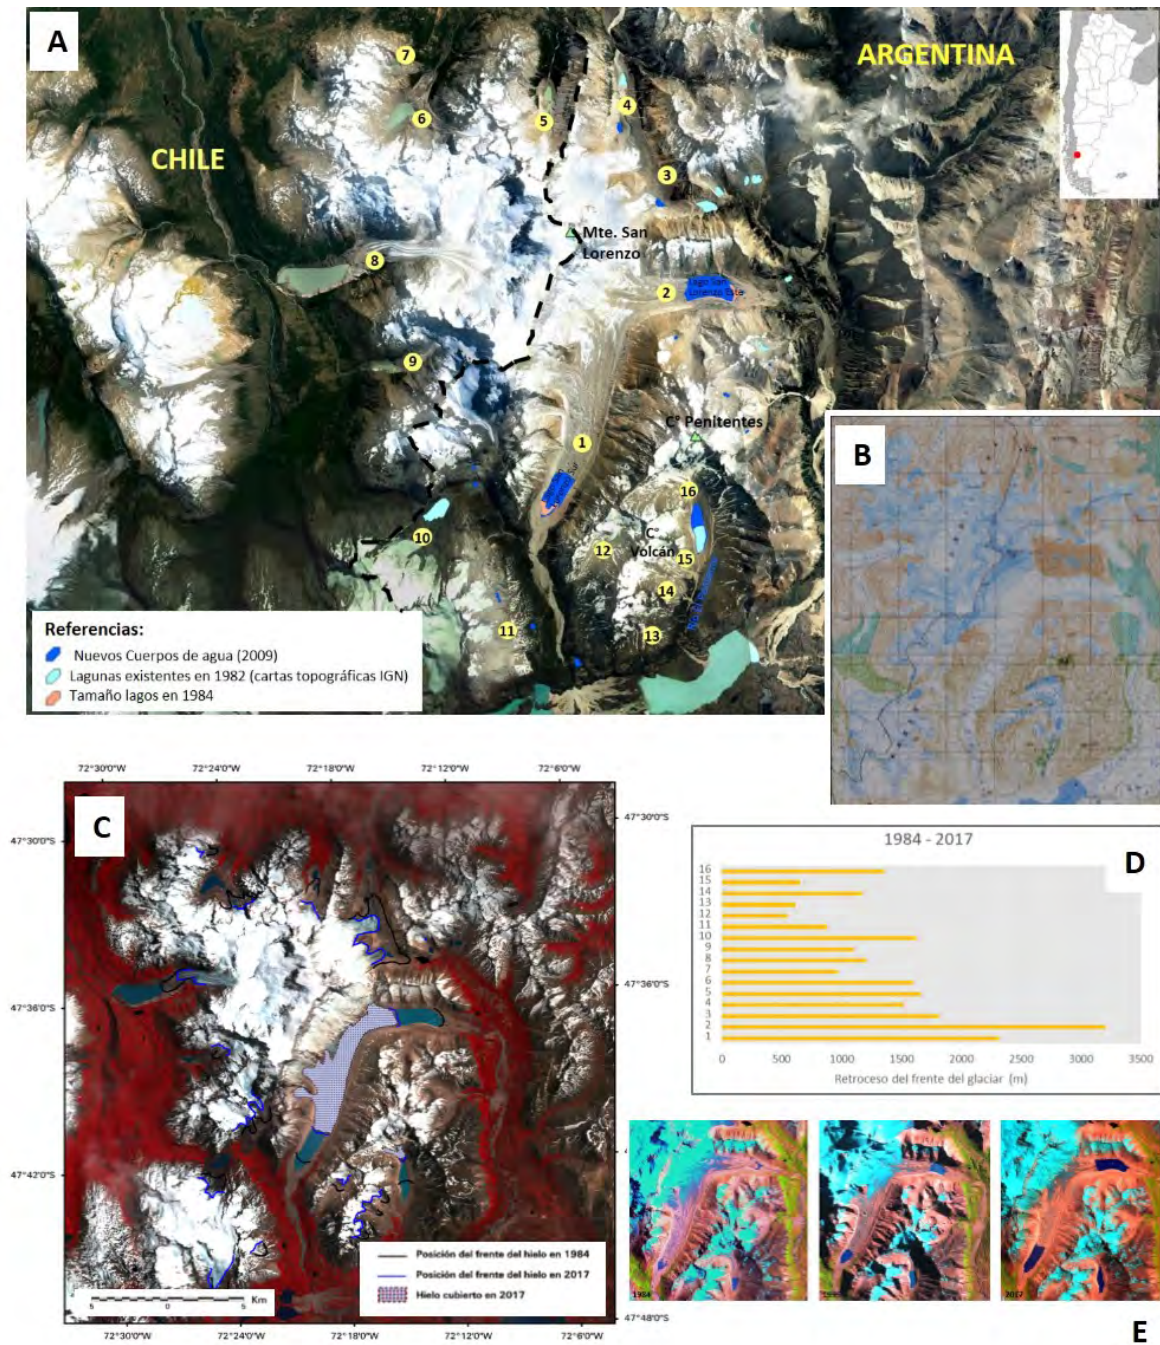 A
ARGENTINA
CHILE
7
6
5
4
3
Mte. San
Lorenzo
8
2
Lago San
Lorenzo Este
9
C° Penitentes
1
B
16
10
12
C°
Volcán
15
14
11
13
Referencias:
Nuevos Cuerpos de agua (2009)
Lagunas existentes en 1982 (cartas topográficas IGN)
Tamaño lagos en 1984
72°30'0"W 72°24'0"W 72°18'0"W 72°12'0"W 72°6'0"W
C
47°30'0"S
47°30'0"S
47°36'0"S
47°36'0"S
47°42'0"S
Posición del frente del hielo en 1984
Posición del frente del hielo en 2017
Hielo cubierto en 2017
5 0 5 Km
47°48'0"S
72°30'0"W 72°24'0"W 72°18'0"W 72°12'0"W 72°6'0"W
1984 - 2017
D
16
15
14
13
12
11
10
9
8
7
6
5
4
3
2
1
0 500 1000 1500 2000 2500 3000 3500
Retroceso del frente del glaciar (m)
1984
2017
E